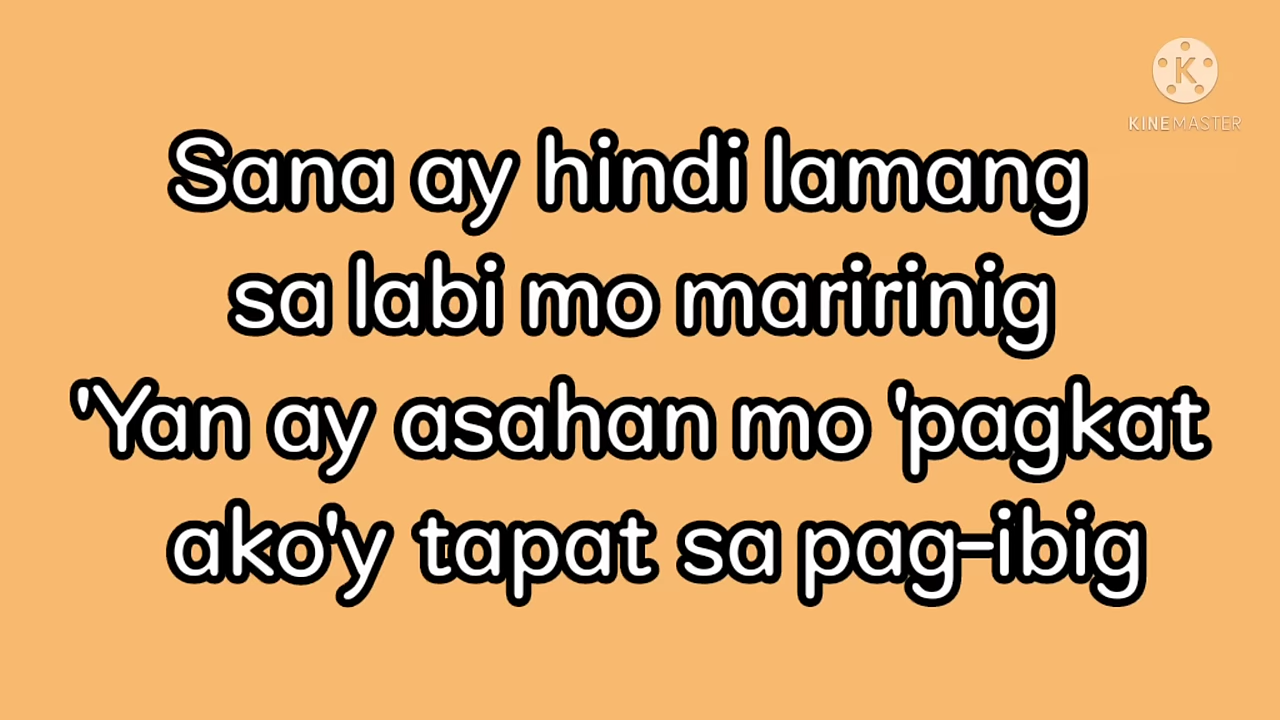 KINEMASTER
Sana ay hindi lamang
sa labi mo maririnig
'Yan ay asahan mo 'pagkat
ako'y tapat sa pag-ibig